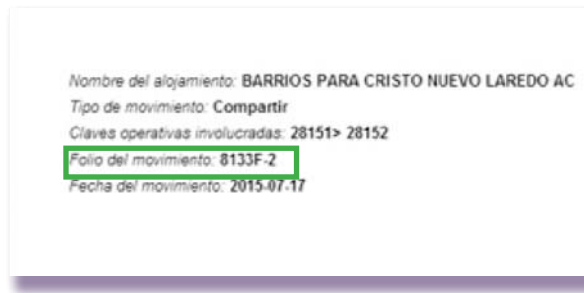 Nombre del alojamiento: BARRIOS PARA CRISTO NUEVO LAREDO AC
Tipo de movimiento: Compartir
Claves operativas involucradas: 28151> 28152
Folio del movimiento: 8133F-2
Fecha del movimiento: 2015-07-17